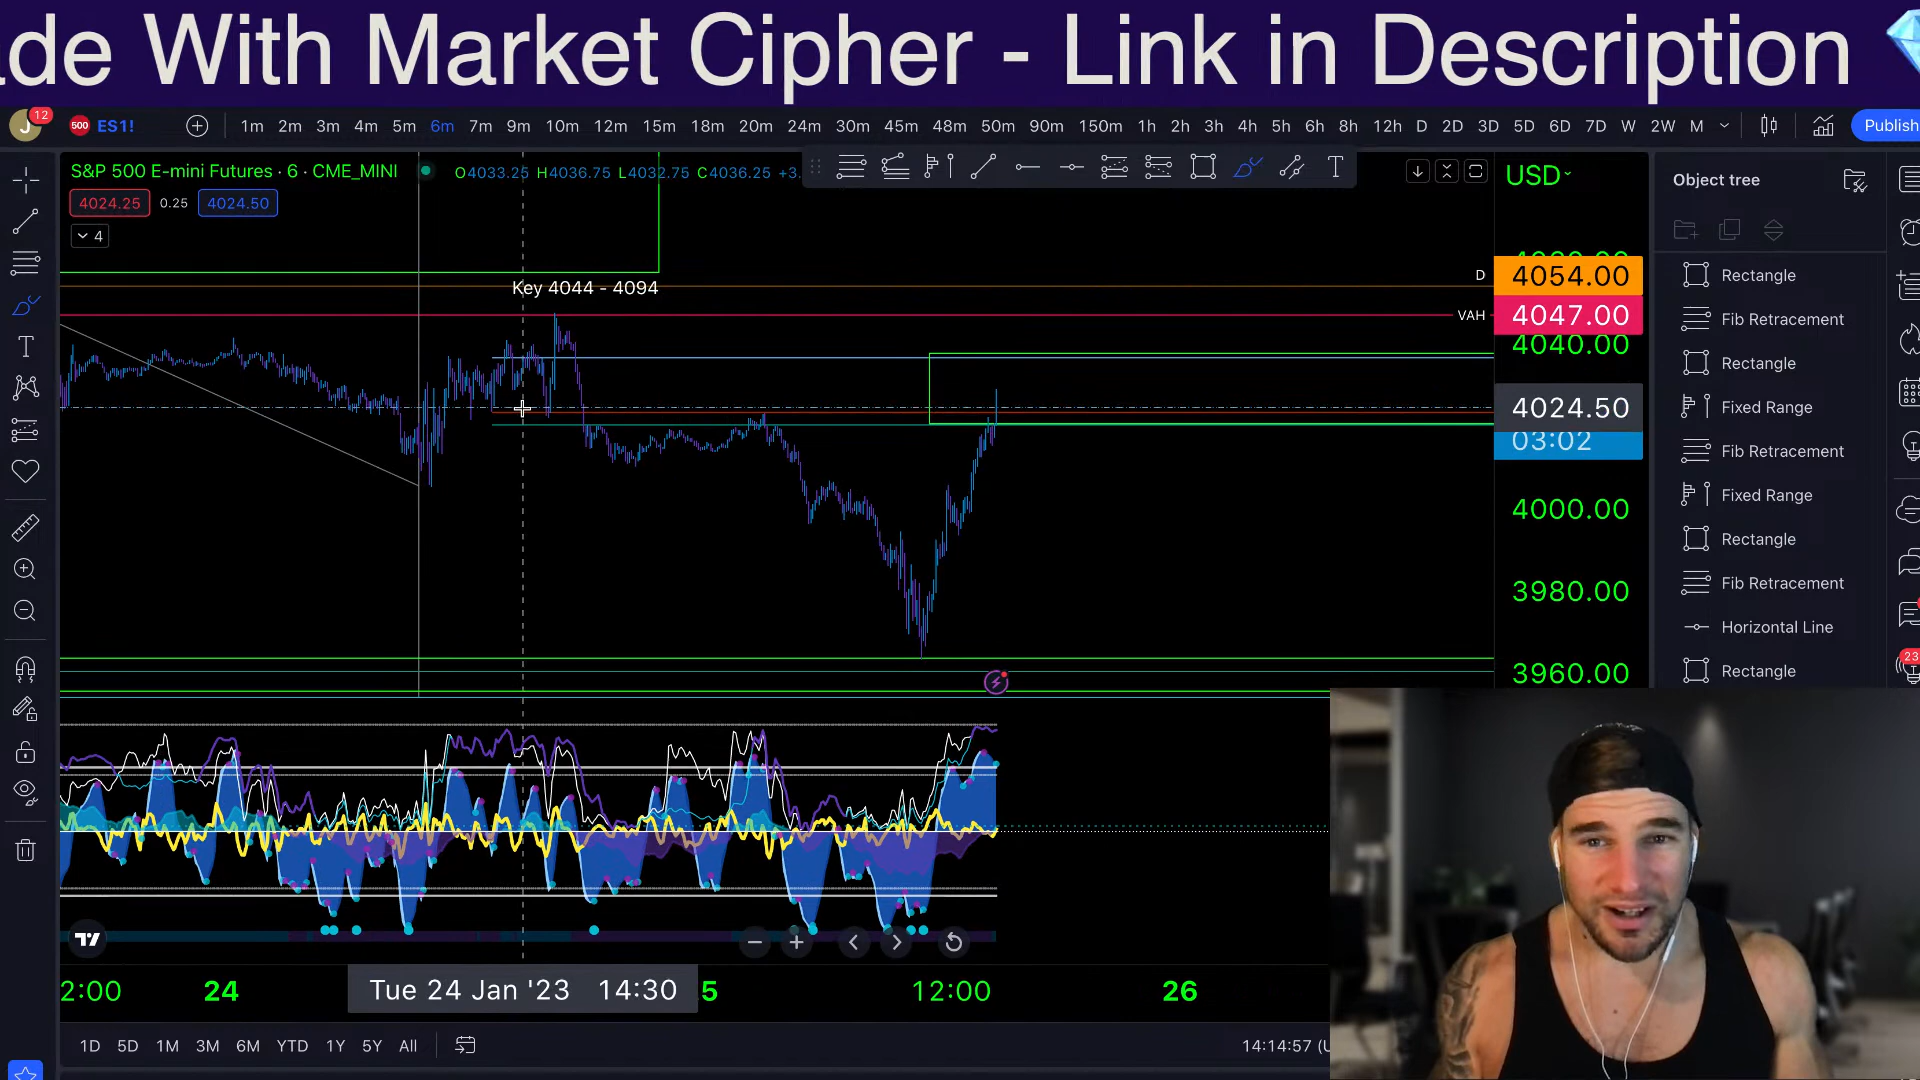 ade With Market Cipher - Link in Description
J 12 500 ES1! 1m 2m 3m 4m 5m 6m 7m 9m 10m 12m 15m 18m 20m 24m 30m 45m 48m 50m 90m 150m 1h 2h 3h 4h 5h 6h 8h 12h D 2D 3D 5D 6D 7D W 2W M Publish
S&P 500 E-mini Futures · 6 · CME_MINI O4033.25 H4036.75 L4032.75 C4036.25 +3. T USD Object tree
4024.25 0.25 4024.50
4
Key 4044 - 4094
D 4054.00
VAH 4047.00
4040.00
4024.50
03:02
4000.00
3980.00
3960.00
Rectangle
Fib Retracement
Rectangle
Fixed Range
Fib Retracement
Fixed Range
Rectangle
Fib Retracement
Horizontal Line
Rectangle
23
2:00 24 Tue 24 Jan '23 14:30 5 12:00 26
1D 5D 1M 3M 6M YTD 1Y 5Y All 14:14:57 (U